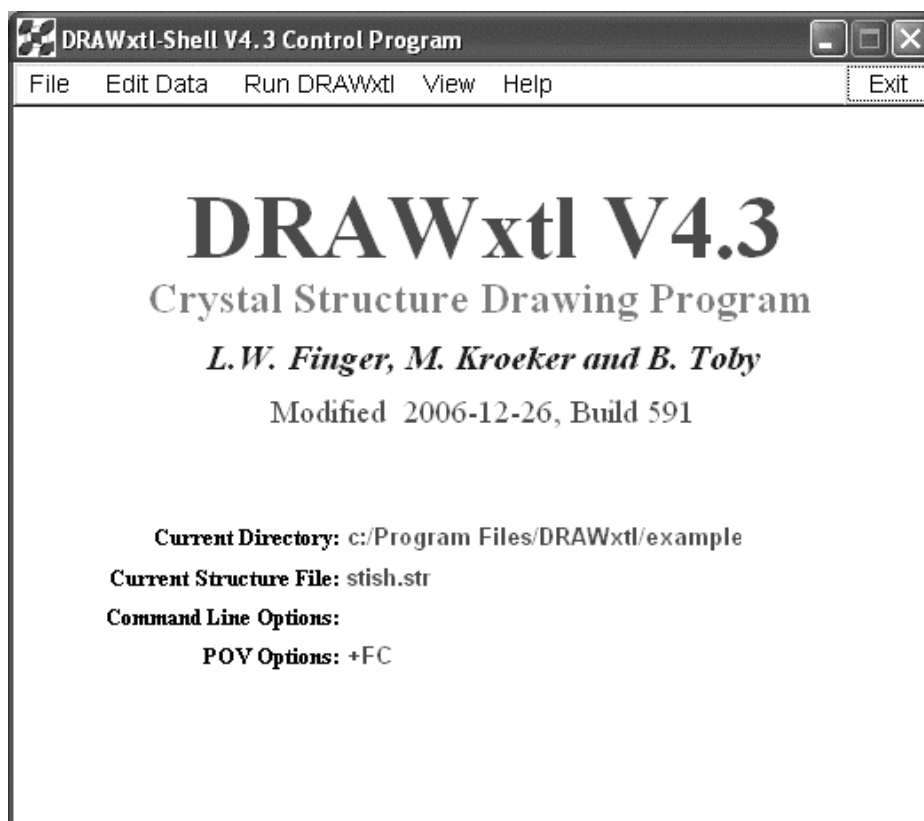 DRAWxtl-Shell V4.3 Control Program
File Edit Data Run DRAWxtl View Help Exit
DRAWxtl V4.3
Crystal Structure Drawing Program
L.W. Finger, M. Kroeker and B. Toby
Modified 2006-12-26, Build 591
Current Directory: c:/Program Files/DRAWxtl/example
Current Structure File: stish.str
Command Line Options:
POV Options: +FC